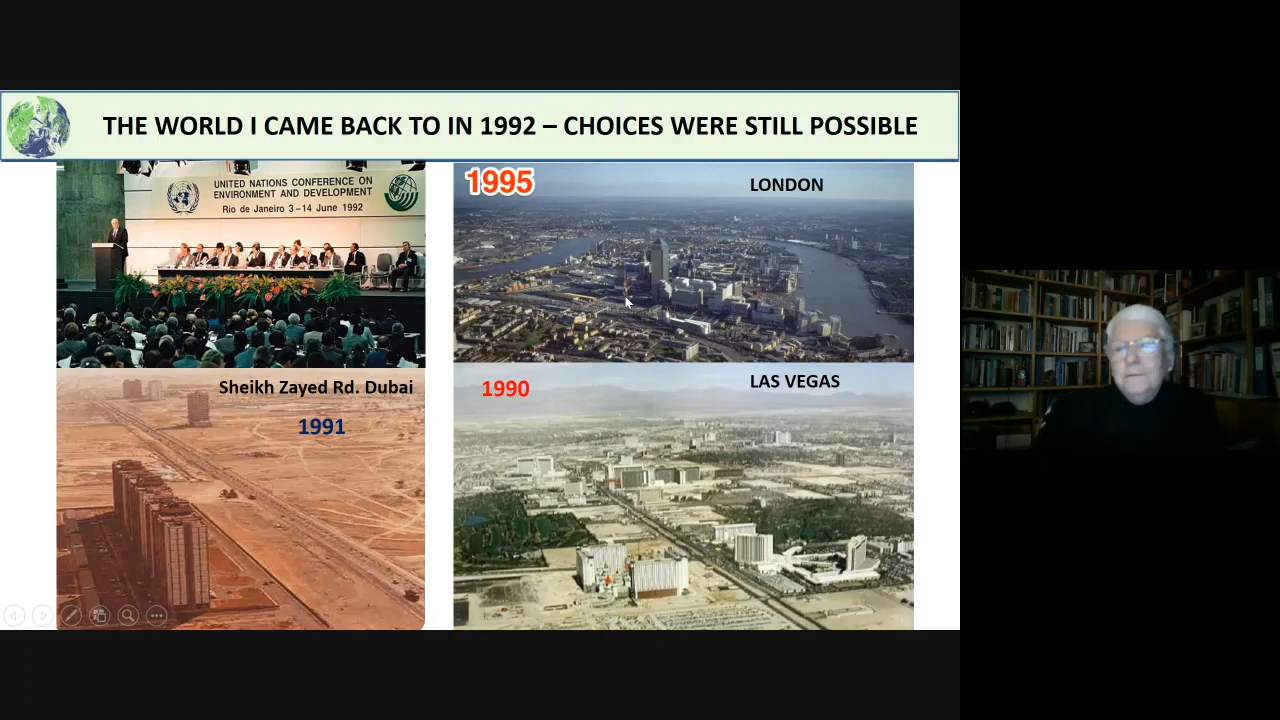 THE WORLD I CAME BACK TO IN 1992 – CHOICES WERE STILL POSSIBLE
UNITED NATIONS CONFERENCE ON
ENVIRONMENT AND DEVELOPMENT
Rio de Janeiro 3–14 June 1992
1995
LONDON
Sheikh Zayed Rd. Dubai
1991
1990
LAS VEGAS